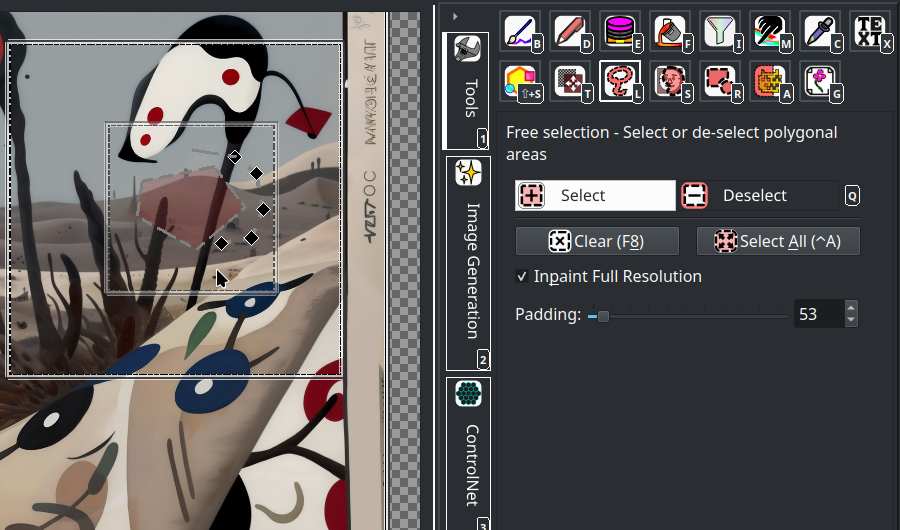 B
D
E
F
I
M
C
TEXT
X
⇧+S
T
L
S
R
A
G
Tools
1
Free selection - Select or de-select polygonal
areas
Select
Deselect
Q
Clear (F8)
Select All (^A)
Inpaint Full Resolution
Padding:
53
Image Generation
2
ControlNet
3